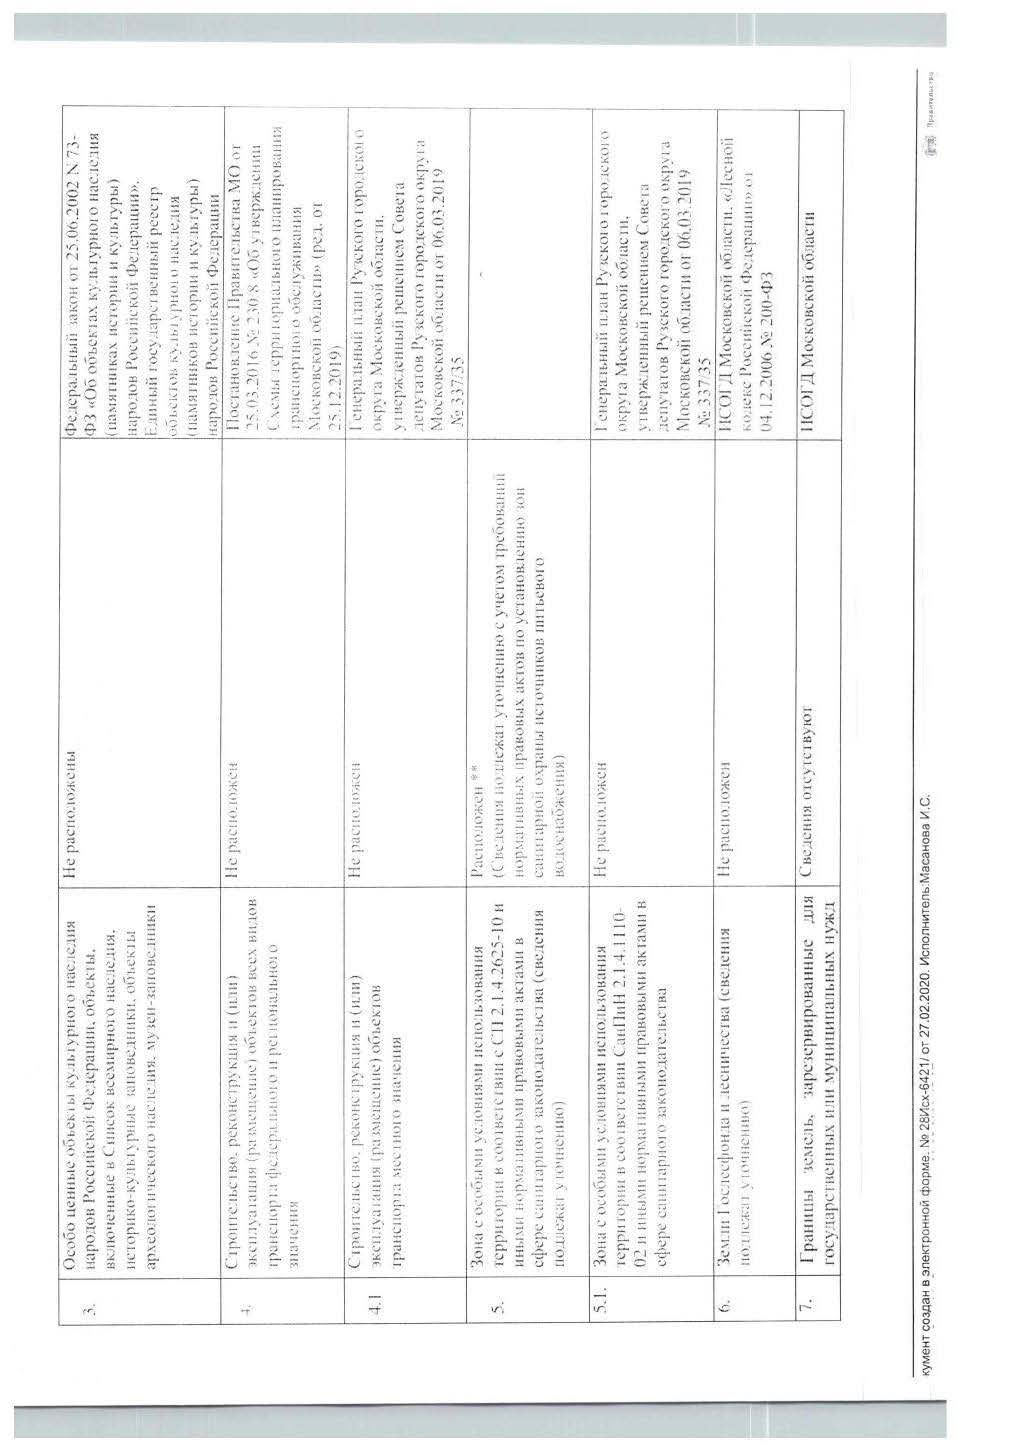 3.
Особо ценные объекты культурного наследия
народов Российской Федерации, объекты,
включенные в Список всемирного наследия,
историко-культурные заповедники, объекты
археологического наследия, музеи-заповедники
Не расположены
Федеральный закон от 25.06.2002 N 73-
ФЗ «Об объектах культурного наследия
(памятниках истории и культуры)
народов Российской Федерации».
Единый государственный реестр
объектов культурного наследия
(памятников истории и культуры)
народов Российской Федерации
4.
Строительство, реконструкция и (или)
эксплуатация (размещение) объектов всех видов
транспорта федерального и регионального
значения
Не расположен
Постановление Правительства МО от
25.03.2016 № 230/8 «Об утверждении
Схемы территориального планирования
транспортного обслуживания
Московской области» (ред. от
25.12.2019)
4.1
Строительство, реконструкция и (или)
эксплуатация (размещение) объектов
транспорта местного значения
Не расположен
Генеральный план Рузского городского
округа Московской области,
утвержденный решением Совета
депутатов Рузского городского округа
Московской области от 06.03.2019
№ 337/35
5.
Зона с особыми условиями использования
территории в соответствии с СП 2.1.4.2625-10 и
иными нормативными правовыми актами в
сфере санитарного законодательства (сведения
подлежат уточнению)
Расположен **
(Сведения подлежат уточнению с учетом требований
нормативных правовых актов по установлению зон
санитарной охраны источников питьевого
водоснабжения)
-
5.1.
Зона с особыми условиями использования
территории в соответствии СанПиН 2.1.4.1110-
02 и иными нормативными правовыми актами в
сфере санитарного законодательства
Не расположен
Генеральный план Рузского городского
округа Московской области,
утвержденный решением Совета
депутатов Рузского городского округа
Московской области от 06.03.2019
№ 337/35
6.
Земли Гослесфонда и лесничества (сведения
подлежат уточнению)
Не расположен
ИСОГД Московской области, «Лесной
кодекс Российской Федерации» от
04.12.2006 № 200-ФЗ
7.
Границы земель, зарезервированные для
государственных или муниципальных нужд
Сведения отсутствуют
ИСОГД Московской области
кумент создан в электронной форме. № 28Исх-6421/ от 27.02.2020. Исполнитель:Масанова И.С.
Правительство